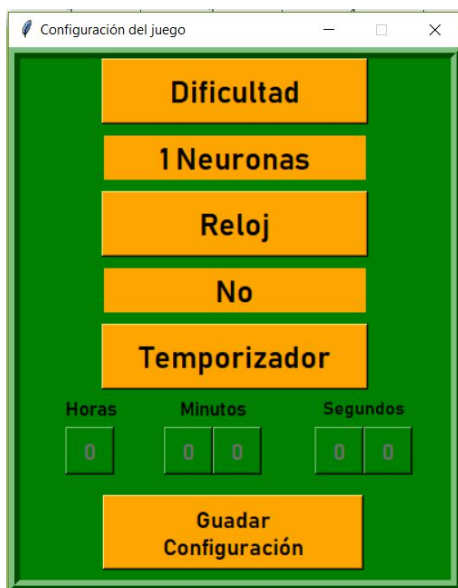 Configuración del juego
Dificultad
1 Neuronas
Reloj
No
Temporizador
Horas Minutos Segundos
0 0 0 0 0
Guadar
Configuración